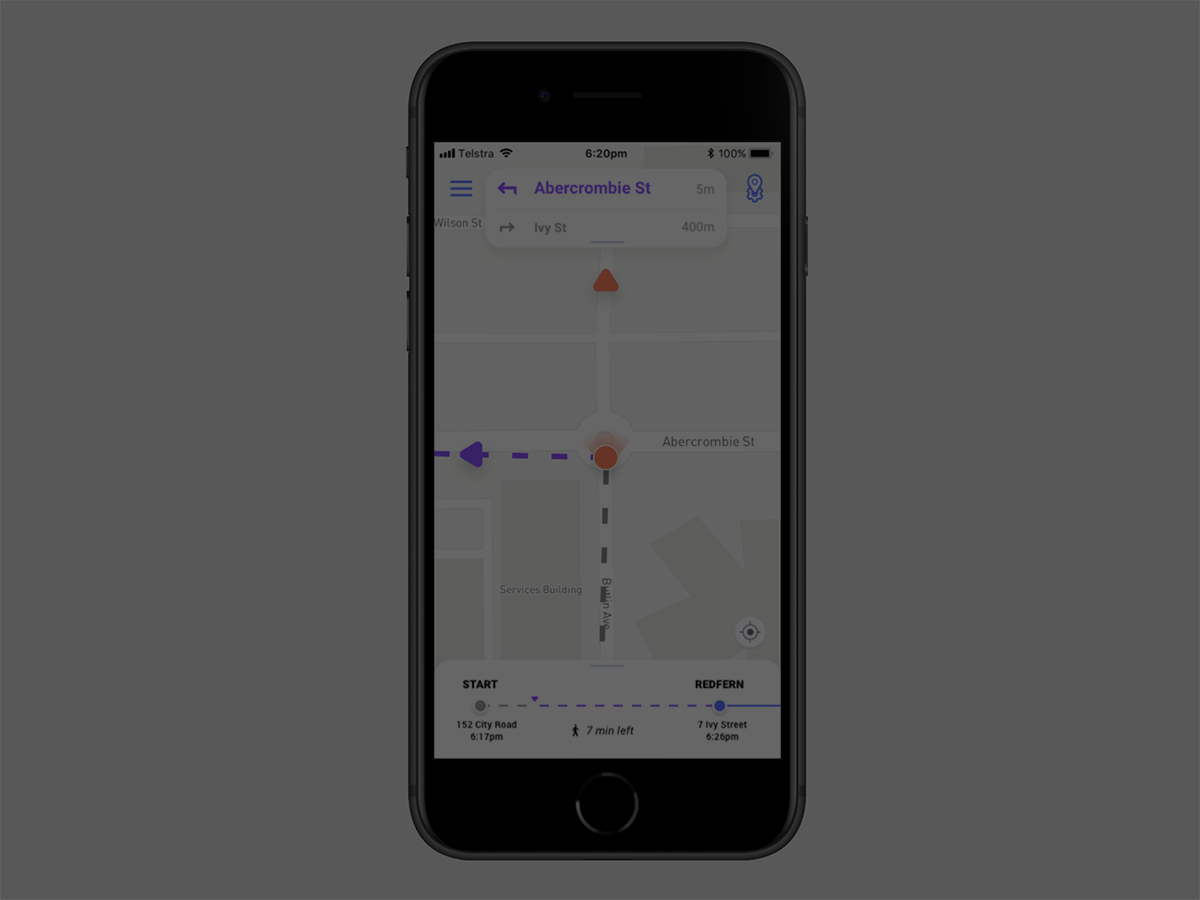 Telstra 6:20pm 100%
Abercrombie St 5m
Wilson St
Ivy St 400m
Abercrombie St
Services Building
Butlin Ave
START REDFERN
152 City Road 7 min left 7 Ivy Street
6:17pm 6:26pm